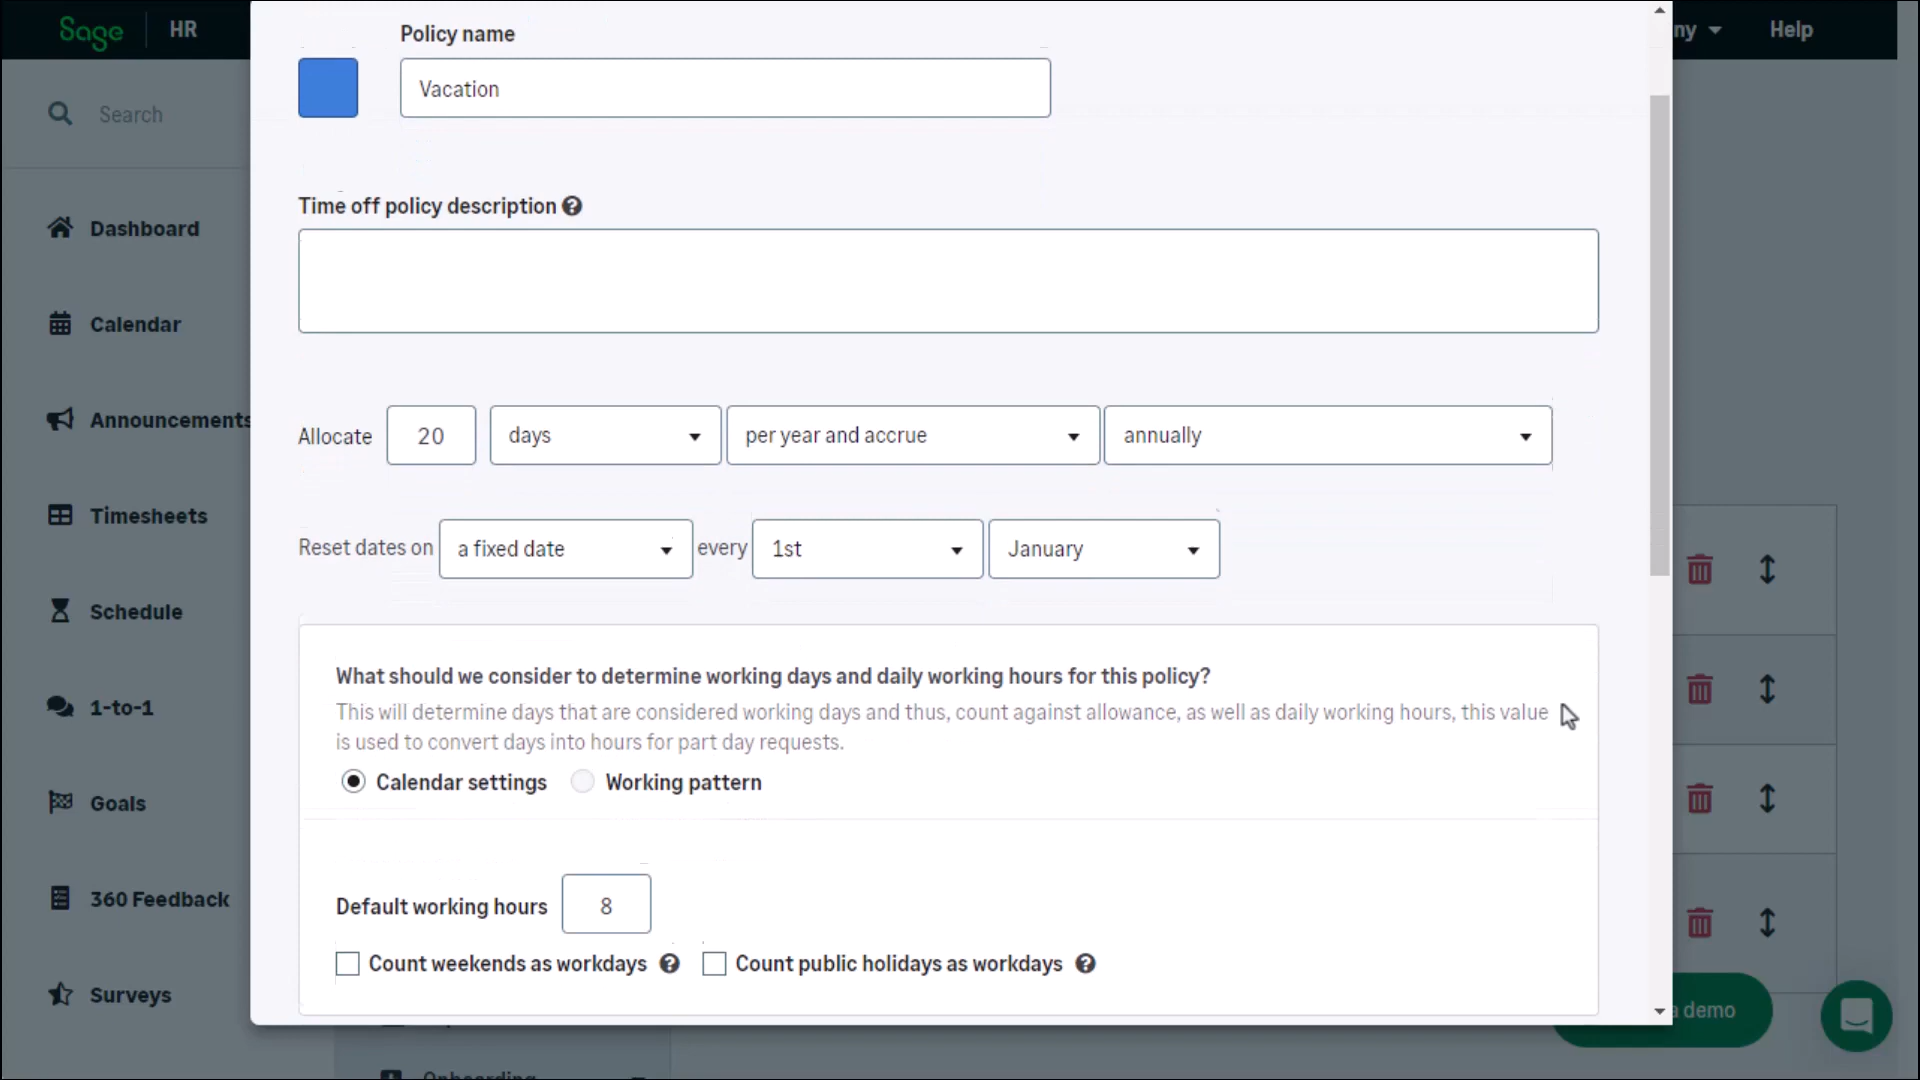 Sage HR
ny Help
Search
Dashboard
Calendar
Announcements
Timesheets
Schedule
1-to-1
Goals
360 Feedback
Surveys
Policy name
Vacation
Time off policy description ?
Allocate 20 days per year and accrue annually
Reset dates on a fixed date every 1st January
What should we consider to determine working days and daily working hours for this policy?
This will determine days that are considered working days and thus, count against allowance, as well as daily working hours, this value
is used to convert days into hours for part day requests.
Calendar settings Working pattern
Default working hours 8
Count weekends as workdays ? Count public holidays as workdays ?
a demo
Onboarding